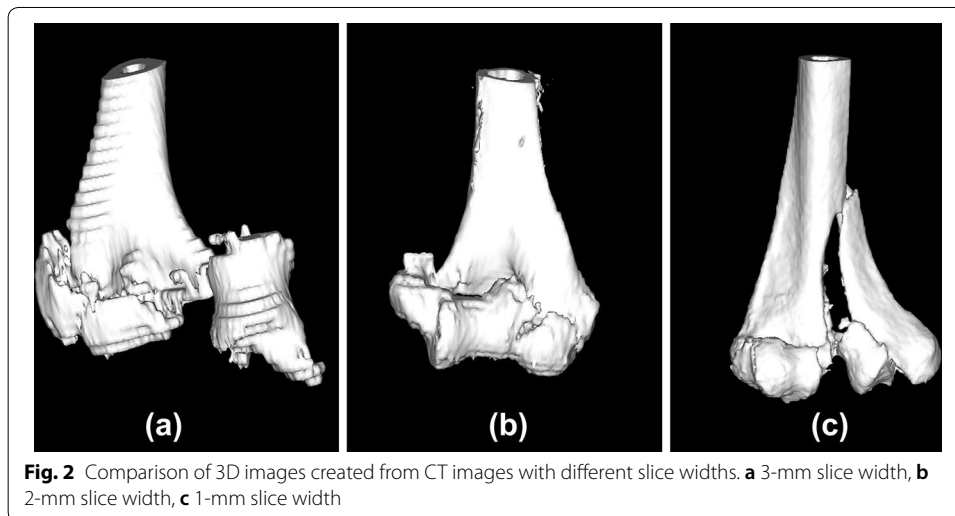 (a) (b) (c)
Fig. 2 Comparison of 3D images created from CT images with different slice widths. a 3-mm slice width, b
2-mm slice width, c 1-mm slice width